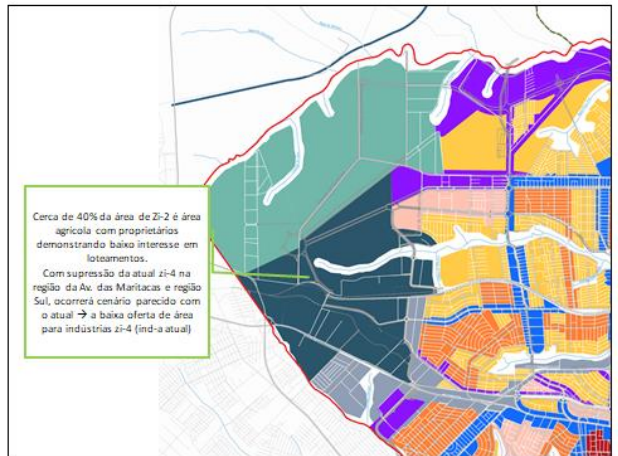 Cerca de 40% da área de Zi-2 é área
agrícola com proprietários
demonstrando baixo interesse em
loteamentos.
Com supressão da atual zi-4 na
região da Av. das Maritacas e região
Sul, ocorrerá cenário parecido com
o atual → a baixa oferta de área
para indústrias zi-4 (ind-a atual)